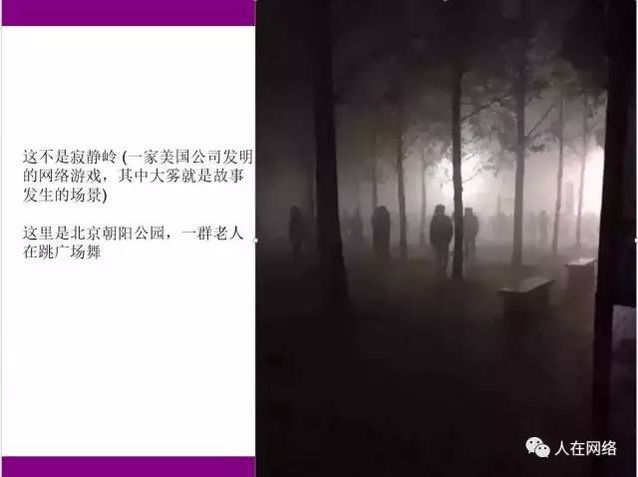 这不是寂静岭 (一家美国公司发明
的网络游戏，其中大雾就是故事
发生的场景)
这里是北京朝阳公园，一群老人
在跳广场舞
人在网络